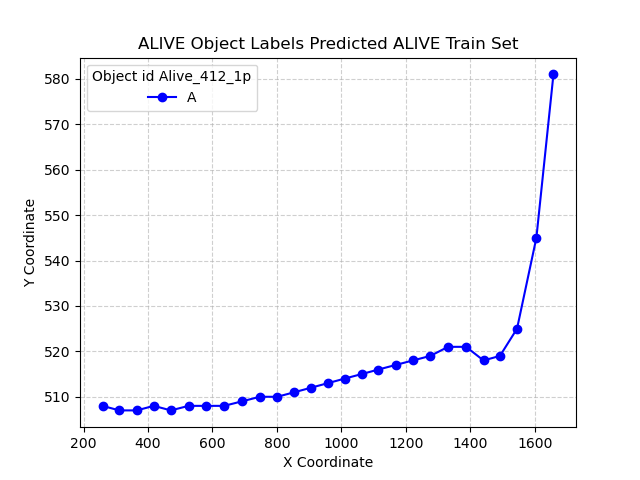 ALIVE Object Labels Predicted ALIVE Train Set
Object id Alive_412_1p
A
Y Coordinate
580
570
560
550
540
530
520
510
200 400 600 800 1000 1200 1400 1600
X Coordinate